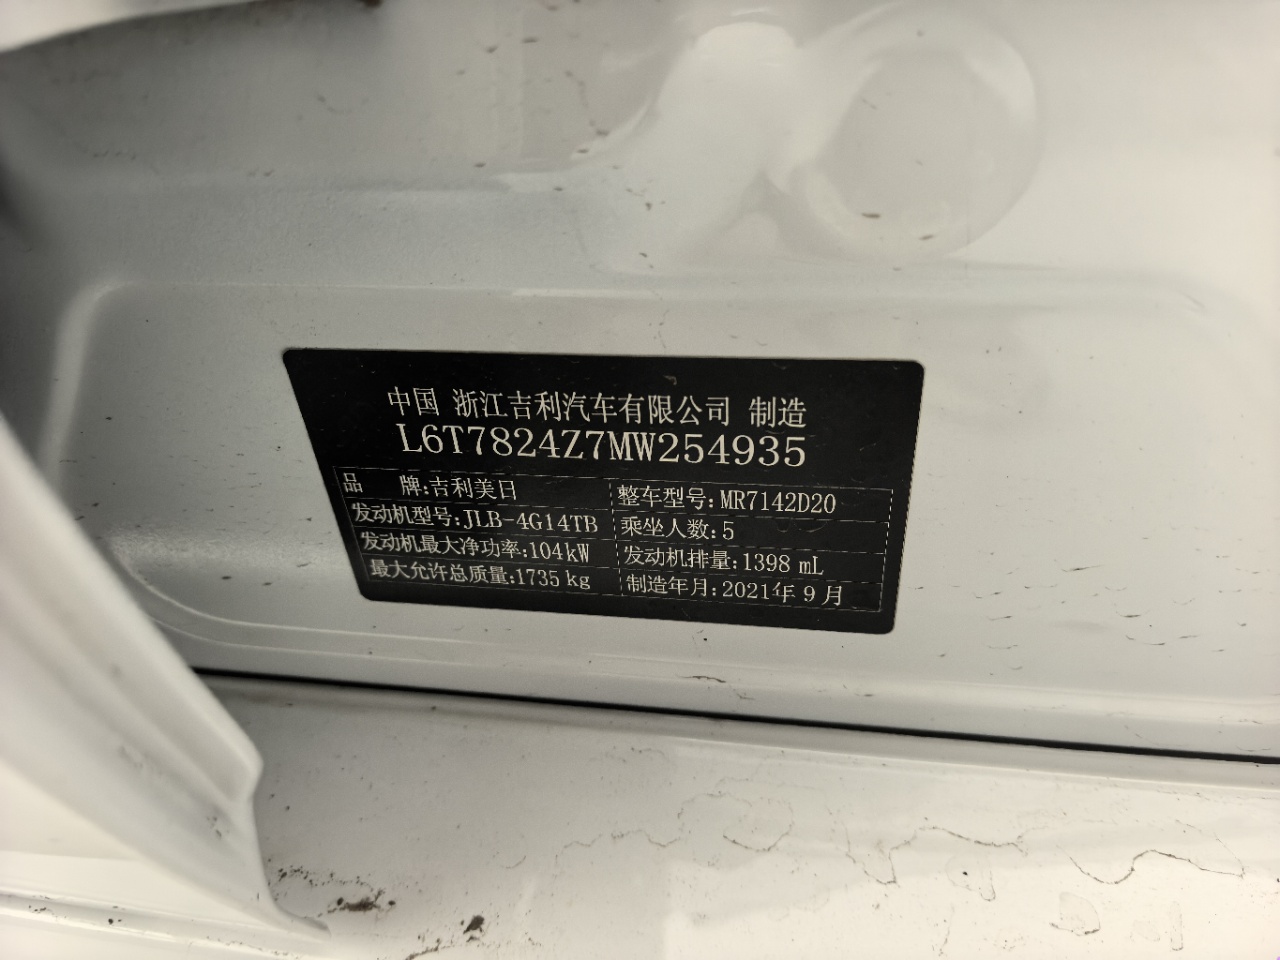 中国 浙江吉利汽车有限公司 制造
L6T7824Z7MW254935
品 牌:吉利美日 整车型号:MR7142D20
发动机型号:JLB-4G14TB 乘坐人数:5
发动机最大净功率:104kW 发动机排量:1398 mL
最大允许总质量:1735 kg 制造年月:2021年 9 月